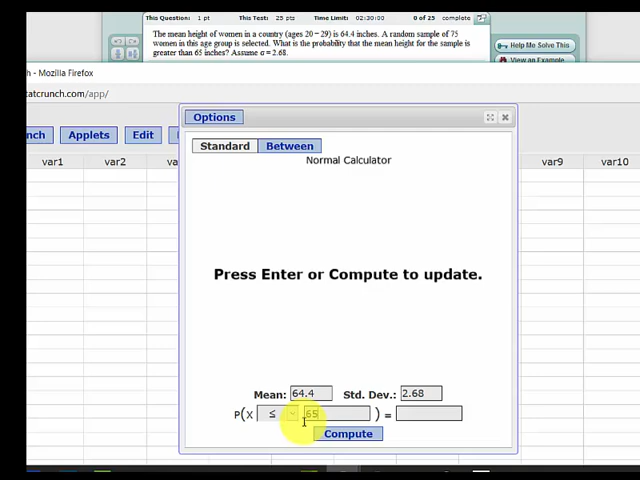 This Question: 1 pt This Test: 25 pts Time Limit: 02:30:00 0 of 25 complete
The mean height of women in a country (ages 20 − 29) is 64.4 inches. A random sample of 75
women in this age group is selected. What is the probability that the mean height for the sample is
greater than 65 inches? Assume σ = 2.68.
Help Me Solve This
View an Example
h - Mozilla Firefox
tatcrunch.com/app/
Options
nch Applets Edit
Standard Between
var1 var2 va var9 var10
Normal Calculator
Press Enter or Compute to update.
Mean: 64.4 Std. Dev.: 2.68
P(X ≤ 65 ) =
Compute